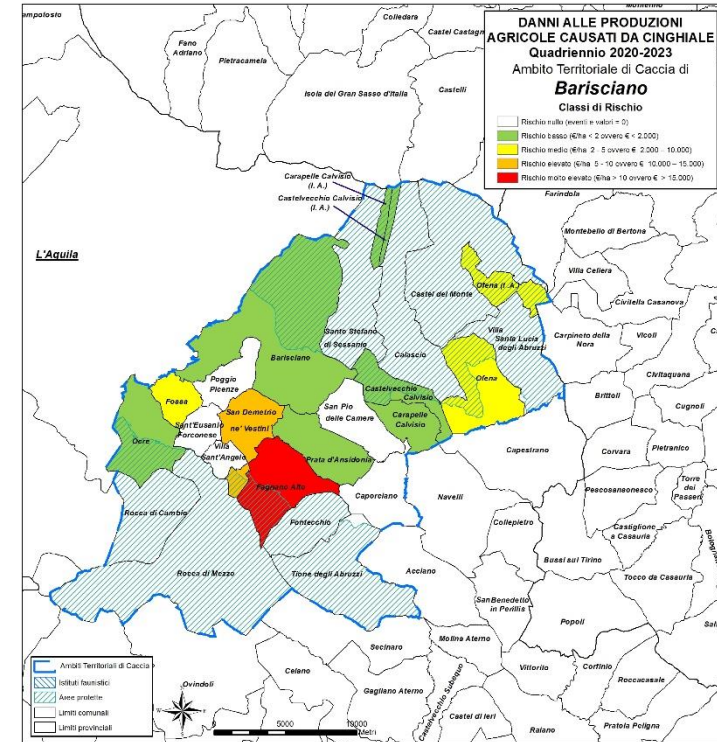 DANNI ALLE PRODUZIONI
AGRICOLE CAUSATI DA CINGHIALE
Quadriennio 2020-2023
Ambito Territoriale di Caccia di
Barisciano
Classi di Rischio
Rischio nullo (eventi e valori = 0)
Rischio basso (€/ha < 2 ovvero € < 2.000)
Rischio medio (€/ha 2 - 5 ovvero € 2.000 - 10.000)
Rischio elevato (€/ha 5 - 10 ovvero € 10.000 – 15.000)
Rischio molto elevato (€/ha > 10 ovvero € > 15.000)
Campolosto
Colledara
Fano
Adriano
Pietracamela
Castel Castagn
Isola del Gran Sasso d'Italia
Castelli
Carapelle Calvisio
(I. A.)
Castelvecchio Calvisio
(I. A.)
Farindola
Montebello di Bertona
L'Aquila
Villa Celiera
Ofena (I. A.)
Castel del Monte
Civitella Casanova
Villa
Santa Lucia
degli Abruzzi
Carpineto della
Nora
Vicoli
Santo Stefano
di Sessanio
Barisciano
Calascio
Civitaquana
Poggio
Picenze
Castelvecchio
Calvisio
Ofena
Brittoli
Fossa
Cugnoli
San Demetrio
ne' Vestini
San Pio
delle Camere
Carapelle
Calvisio
Sant'Eusanio
Forconese
Ocre
Villa
Sant'Angelo
Prata d'Ansidonia
Capestrano
Corvara
Pietranico
Fagnano Alto
Caporciano
Navelli
Pescosansonesco
Torre
dei
Passeri
Rocca di Cambio
Fontecchio
Collepietro
Castiglione
a Casauria
Bolognan
Rocca di Mezzo
Tione degli Abruzzi
Acciano
Bussi sul Tirino
Tocco da Casauria
San Benedetto
in Perillis
Popoli
Molina Aterno
Secinaro
Vittorito
Corfinio
Celano
Ovindoli
Gagliano Aterno
Castelvecchio Subequo
Roccacasale
Castel di Ieri
Raiano
Pratola Peligna
Ambiti Territoriali di Caccia
Istituti faunistici
Aree protette
Limiti comunali
Limiti provinciali
0 5000 10000
Metri